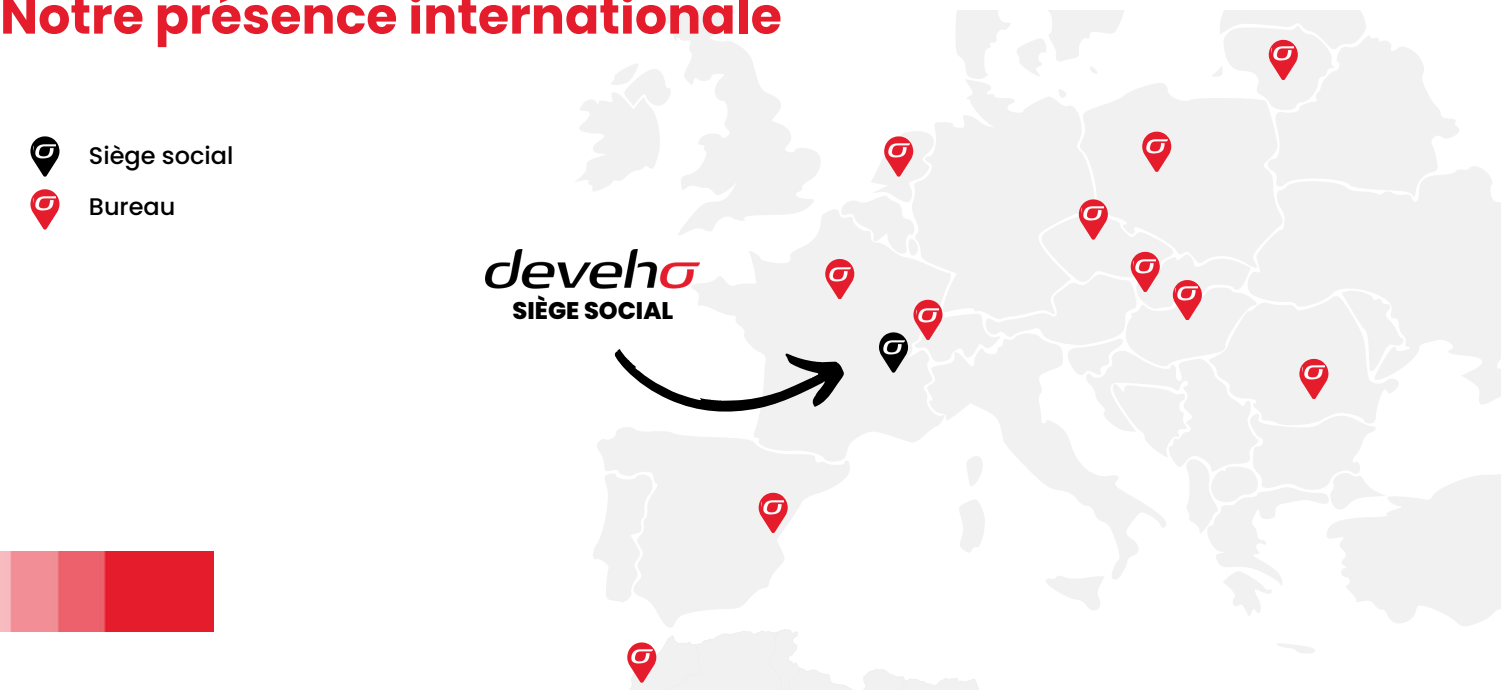 Notre présence internationale
Siège social
Bureau
deveho
SIÈGE SOCIAL